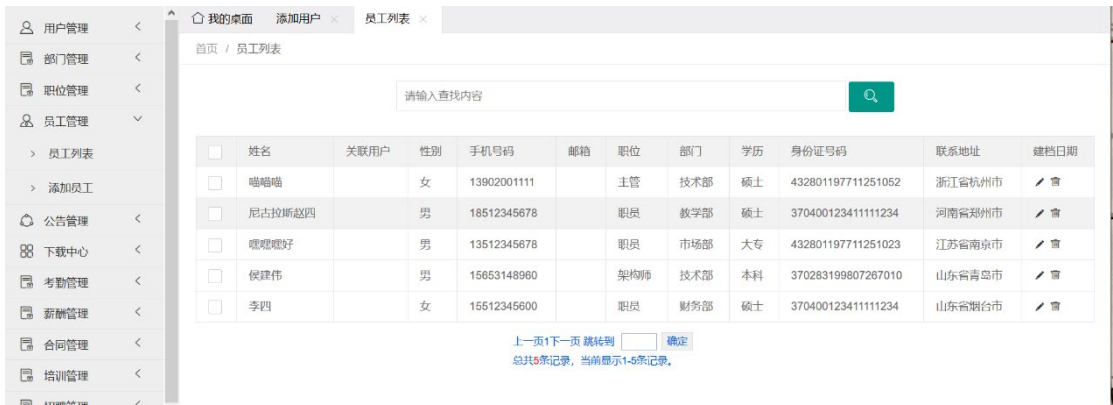 用户管理
部门管理
职位管理
员工管理
员工列表
添加员工
公告管理
下载中心
考勤管理
薪酬管理
合同管理
培训管理
我的桌面 添加用户 × 员工列表 ×
首页 / 员工列表
请输入查找内容
姓名 关联用户 性别 手机号码 邮箱 职位 部门 学历 身份证号码 联系地址 建档日期
喵喵喵 女 13902001111 主管 技术部 硕士 432801197711251052 浙江省杭州市
尼古拉斯赵四 男 18512345678 职员 教学部 硕士 370400123411111234 河南省郑州市
嘿嘿嘿好 男 13512345678 职员 市场部 大专 432801197711251023 江苏省南京市
侯建伟 男 15653148960 架构师 技术部 本科 370283199807267010 山东省青岛市
李四 女 15512345600 职员 财务部 硕士 370400123411111234 山东省烟台市
上一页1下一页 跳转到 确定
总共5条记录，当前显示1-5条记录。